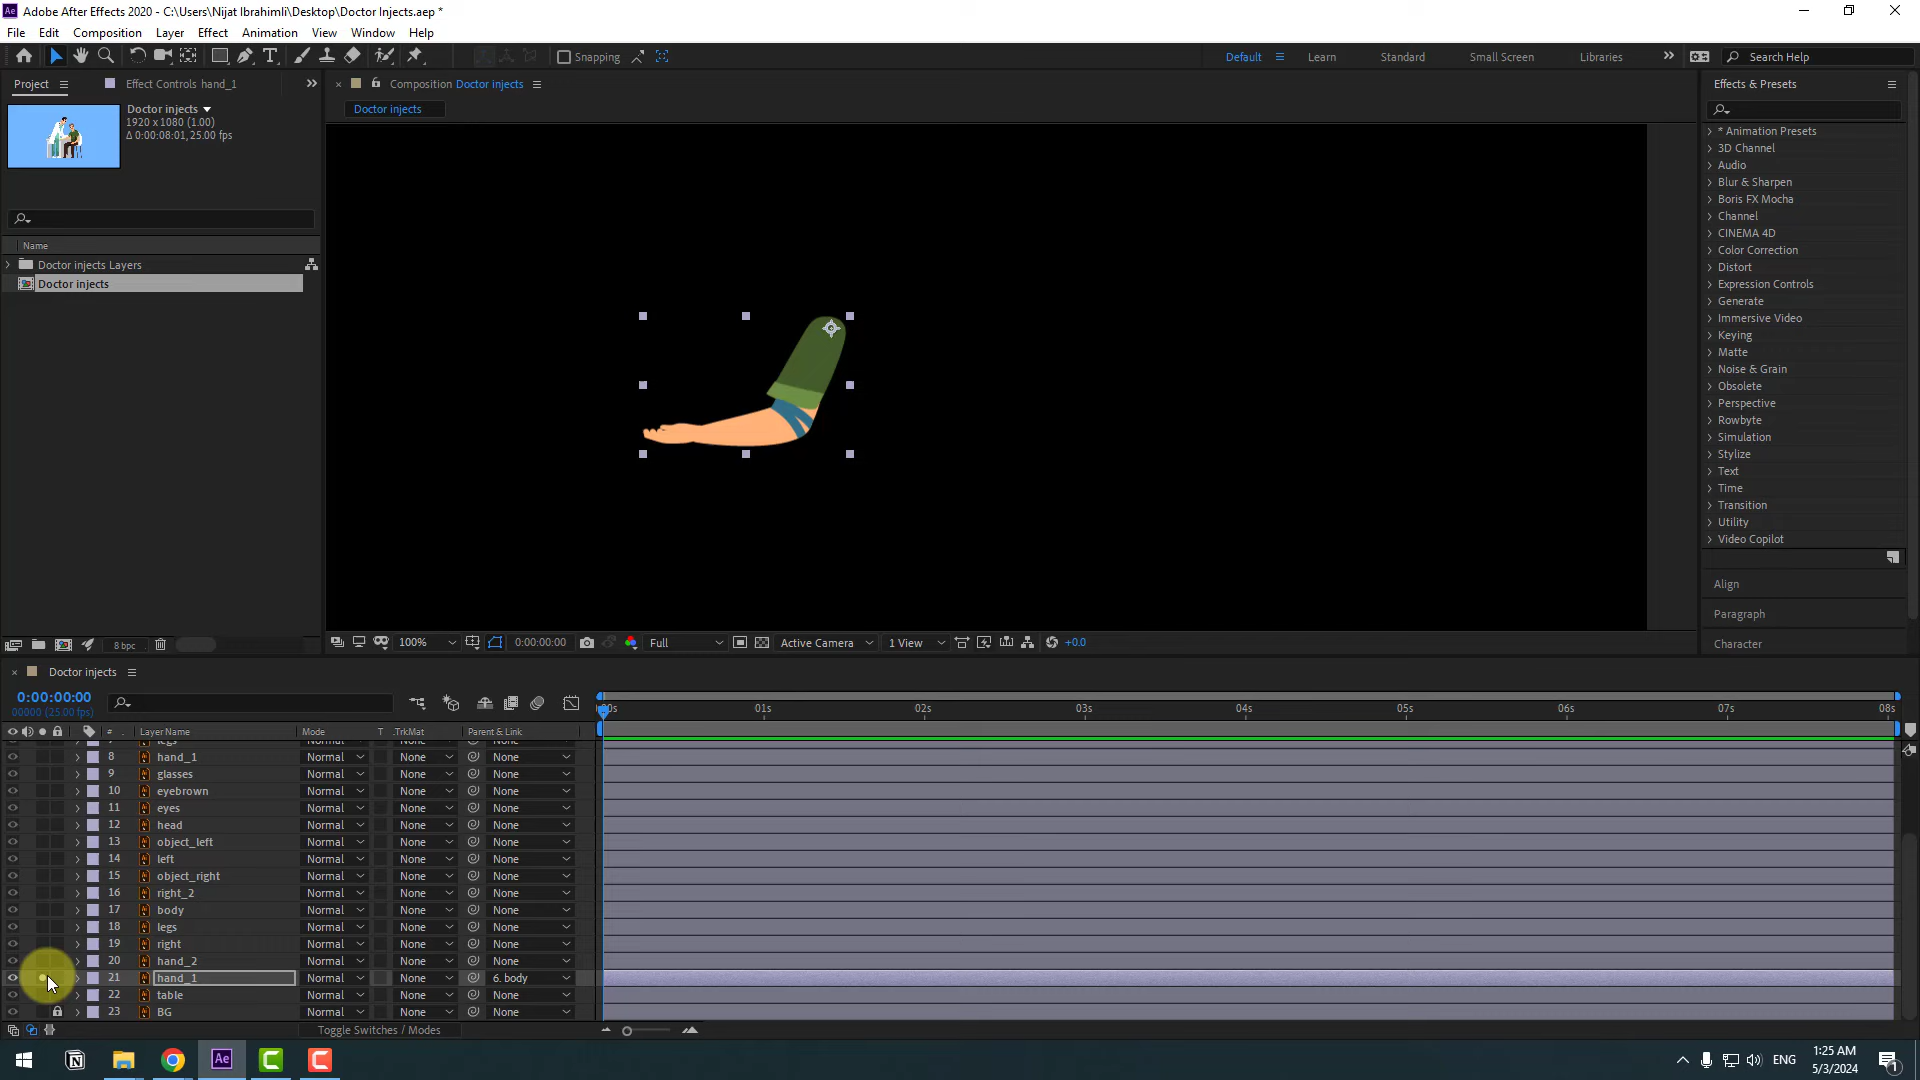 Adobe After Effects 2020 - C:\Users\Nijat Ibrahimli\Desktop\Doctor Injects.aep *
File Edit Composition Layer Effect Animation View Window Help
Snapping
Default Learn Standard Small Screen Libraries Search Help
Project Effect Controls hand_1
Composition Doctor injects
Effects & Presets
Doctor injects
1920 x 1080 (1.00)
Δ 0:00:08:01, 25.00 fps
Doctor injects
* Animation Presets
3D Channel
Audio
Blur & Sharpen
Boris FX Mocha
Channel
CINEMA 4D
Color Correction
Distort
Expression Controls
Generate
Immersive Video
Keying
Matte
Noise & Grain
Obsolete
Perspective
Rowbyte
Simulation
Stylize
Text
Time
Transition
Utility
Video Copilot
Align
Paragraph
Character
Name
Doctor injects Layers
Doctor injects
8 bpc
100% 0:00:00:00 Full Active Camera 1 View +0.0
Doctor injects
0:00:00:00
00000 (25.00 fps)
01s 02s 03s 04s 05s 06s 07s 08s
# Layer Name Mode T .TrkMat Parent & Link
8 hand_1 Normal None None
9 glasses Normal None None
10 eyebrown Normal None None
11 eyes Normal None None
12 head Normal None None
13 object_left Normal None None
14 left Normal None None
15 object_right Normal None None
16 right_2 Normal None None
17 body Normal None None
18 legs Normal None None
19 right Normal None None
20 hand_2 Normal None None
21 hand_1 Normal None 6. body
22 table Normal None None
23 BG Normal None None
Toggle Switches / Modes
ENG
1:25 AM
5/3/2024